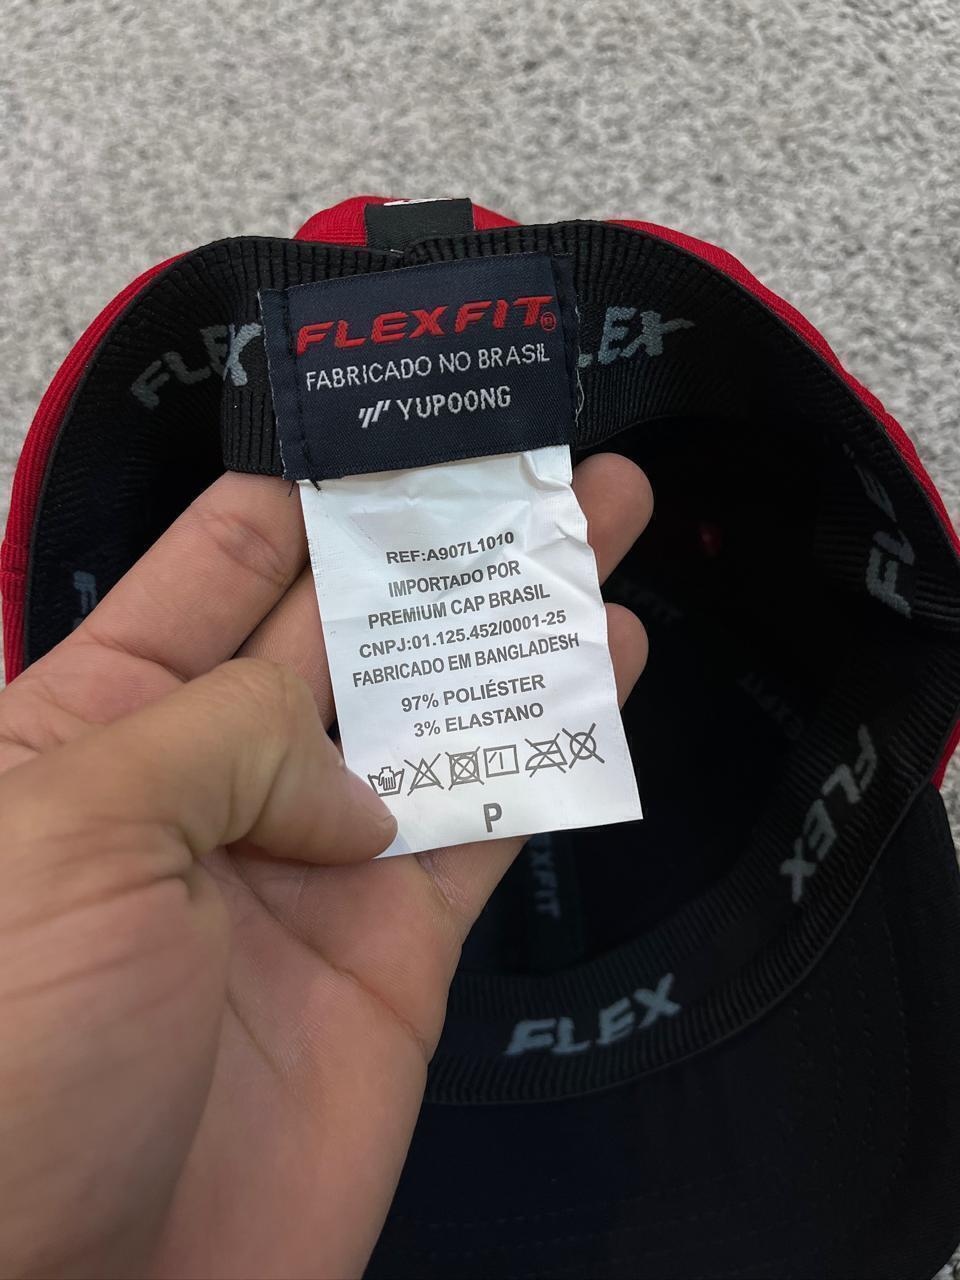 FLEXFIT®
FABRICADO NO BRASIL
YUPOONG
REF:A907L1010
IMPORTADO POR
PREMIUM CAP BRASIL
CNPJ:01.125.452/0001-25
FABRICADO EM BANGLADESH
97% POLIÉSTER
3% ELASTANO
P
FLEX
FLEX
FLEX
FLEX
FLEX
FLEXFIT